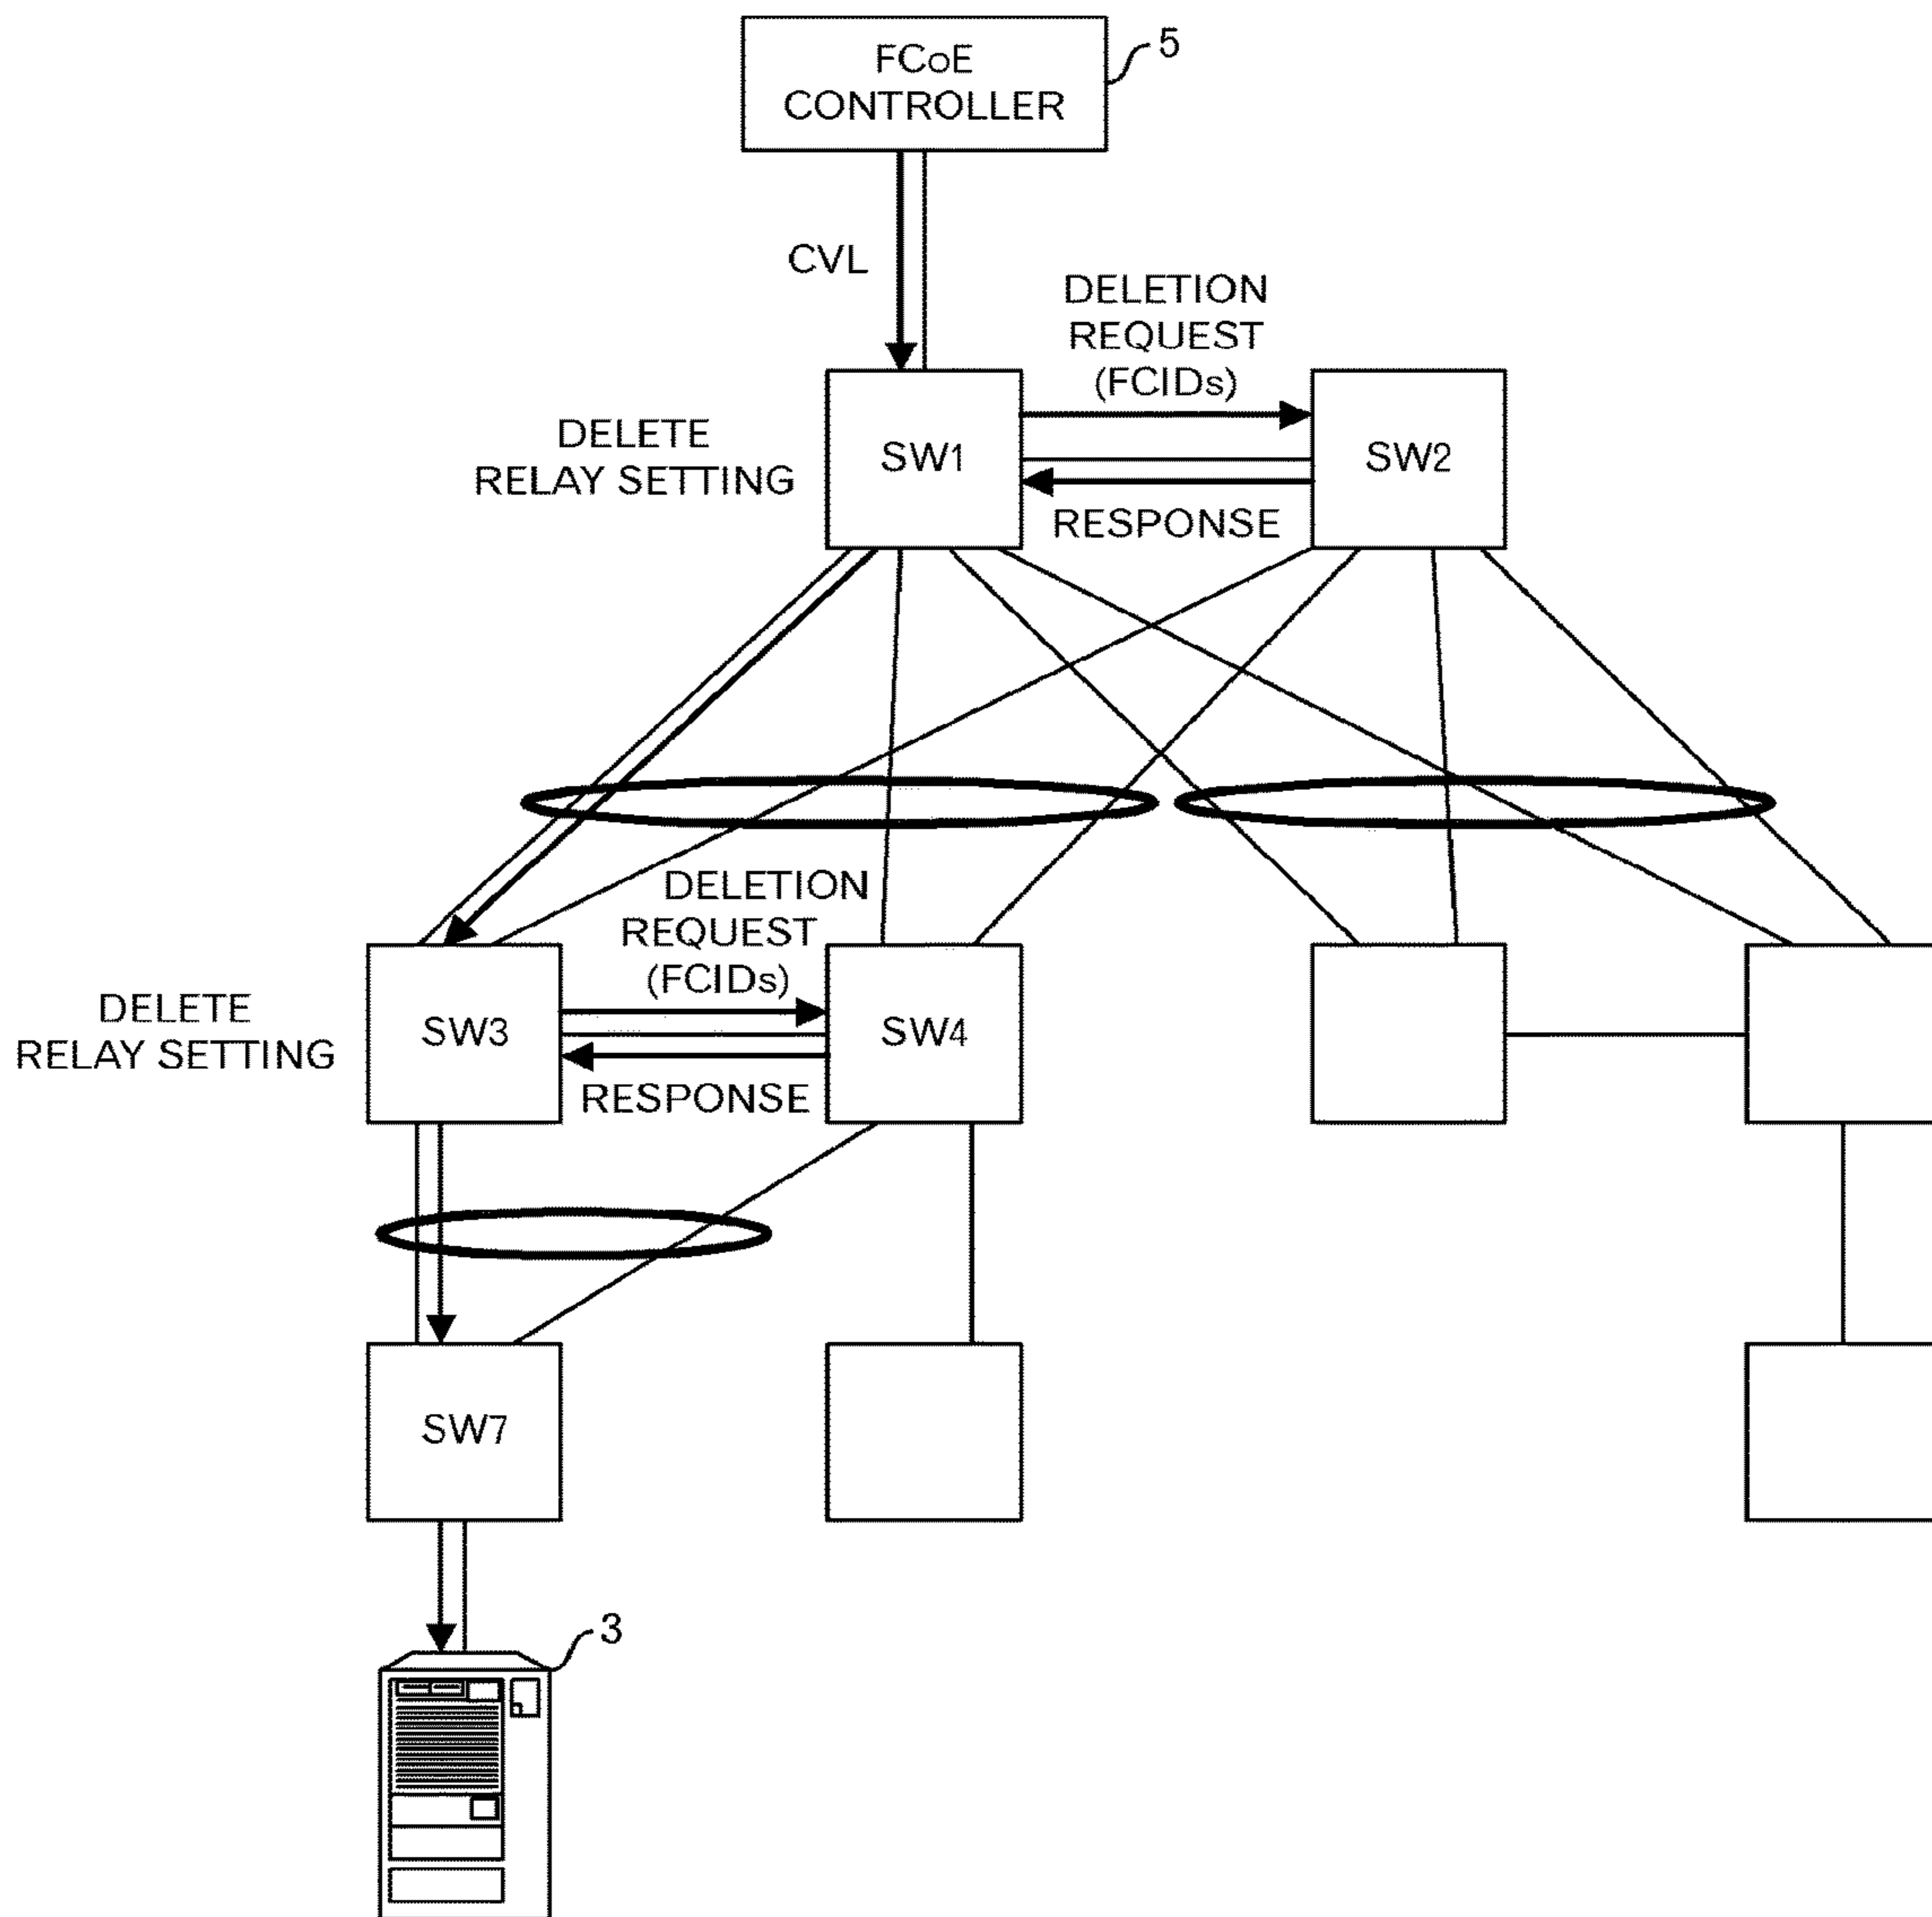 FCoE
CONTROLLER
5
CVL
DELETION
REQUEST
(FCIDs)
DELETE
RELAY SETTING
SW1
SW2
RESPONSE
DELETION
REQUEST
(FCIDs)
DELETE
RELAY SETTING
SW3
SW4
RESPONSE
SW7
3